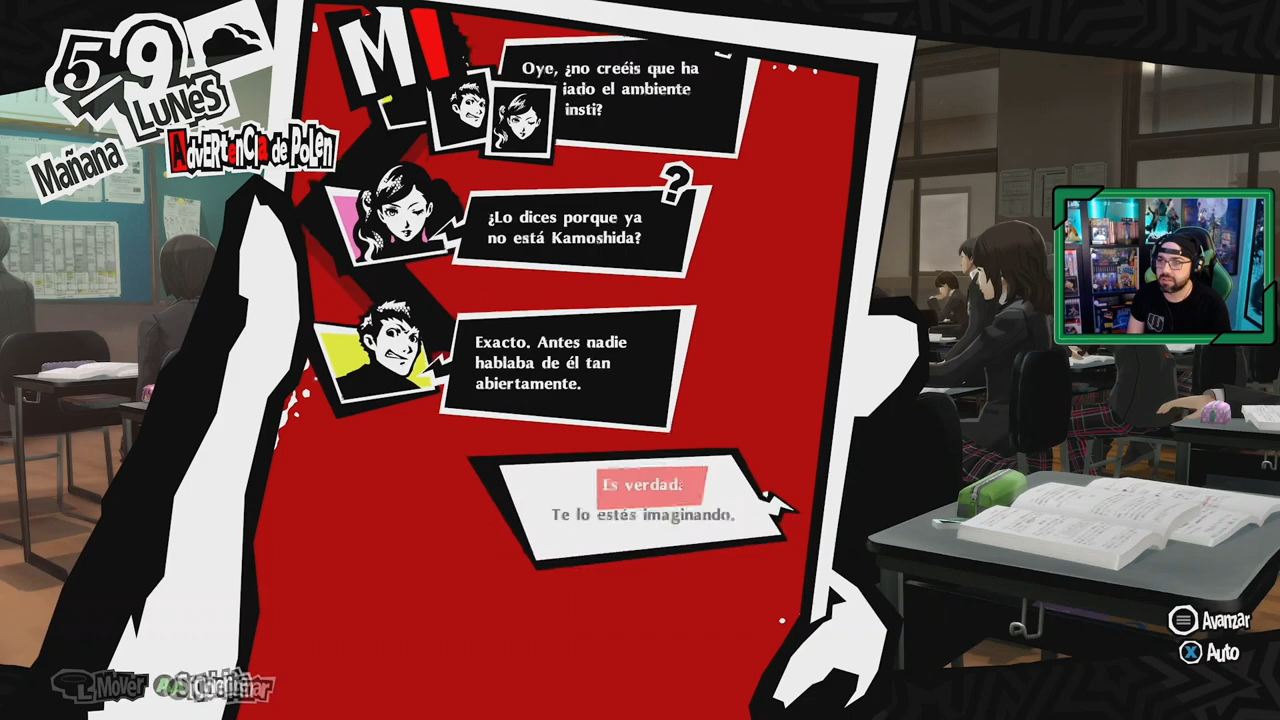 5 9
LUNeS
Mañana
AdvERtenCIa de PoLEn
M
Oye, ¿no creéis que ha
iado el ambiente
insti?
?
¿Lo dices porque ya
no está Kamoshida?
Exacto. Antes nadie
hablaba de él tan
abiertamente.
Es verdad.
Te lo estás imaginando.
Avanzar
X Auto
L Mover